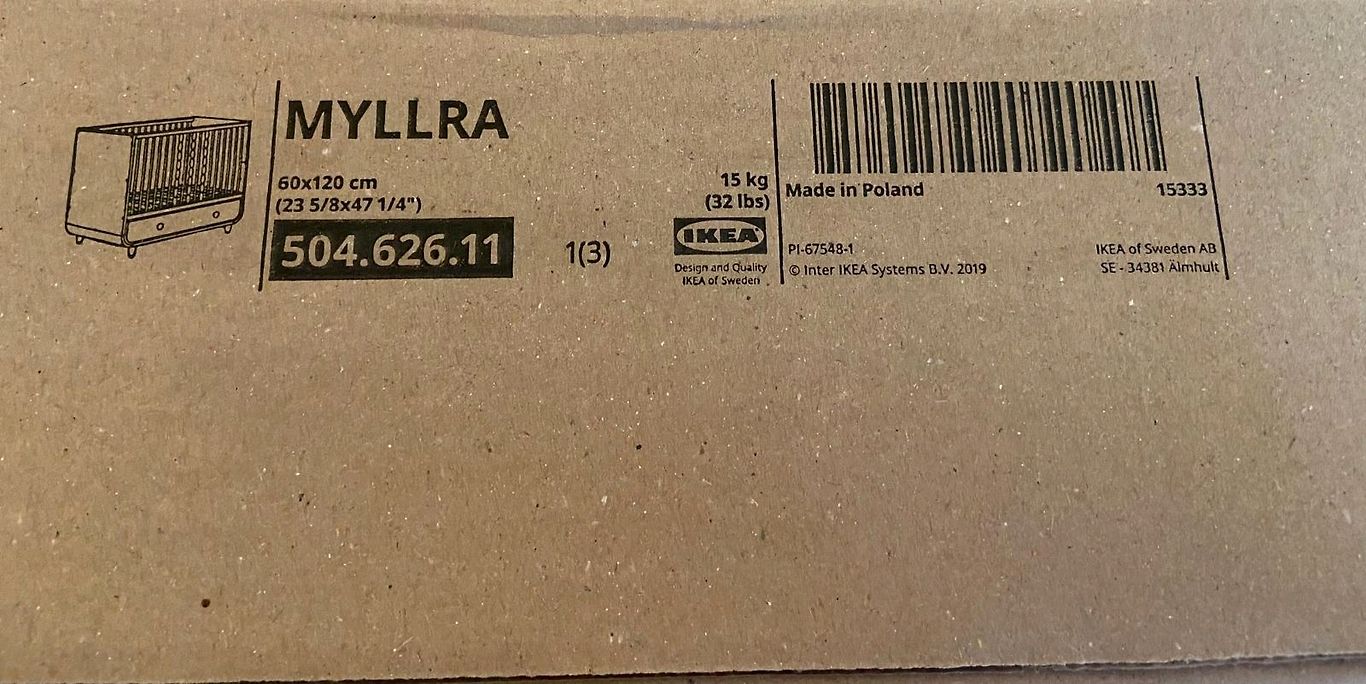 MYLLRA
60x120 cm
(23 5/8x47 1/4")
504.626.11
1(3)
15 kg
(32 lbs)
IKEA
Design and Quality
IKEA of Sweden
Made in Poland
15333
PI-67548-1
© Inter IKEA Systems B.V. 2019
IKEA of Sweden AB
SE - 34381 Älmhult